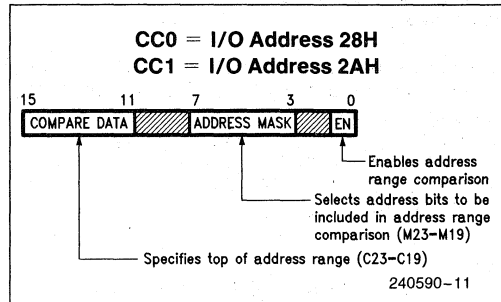 CC0 = I/O Address 28H
CC1 = I/O Address 2AH
15 11 7 3 0
COMPARE DATA ADDRESS MASK EN
Enables address
range comparison
Selects address bits to be
included in address range
comparison (M23–M19)
Specifies top of address range (C23–C19)
240590–11